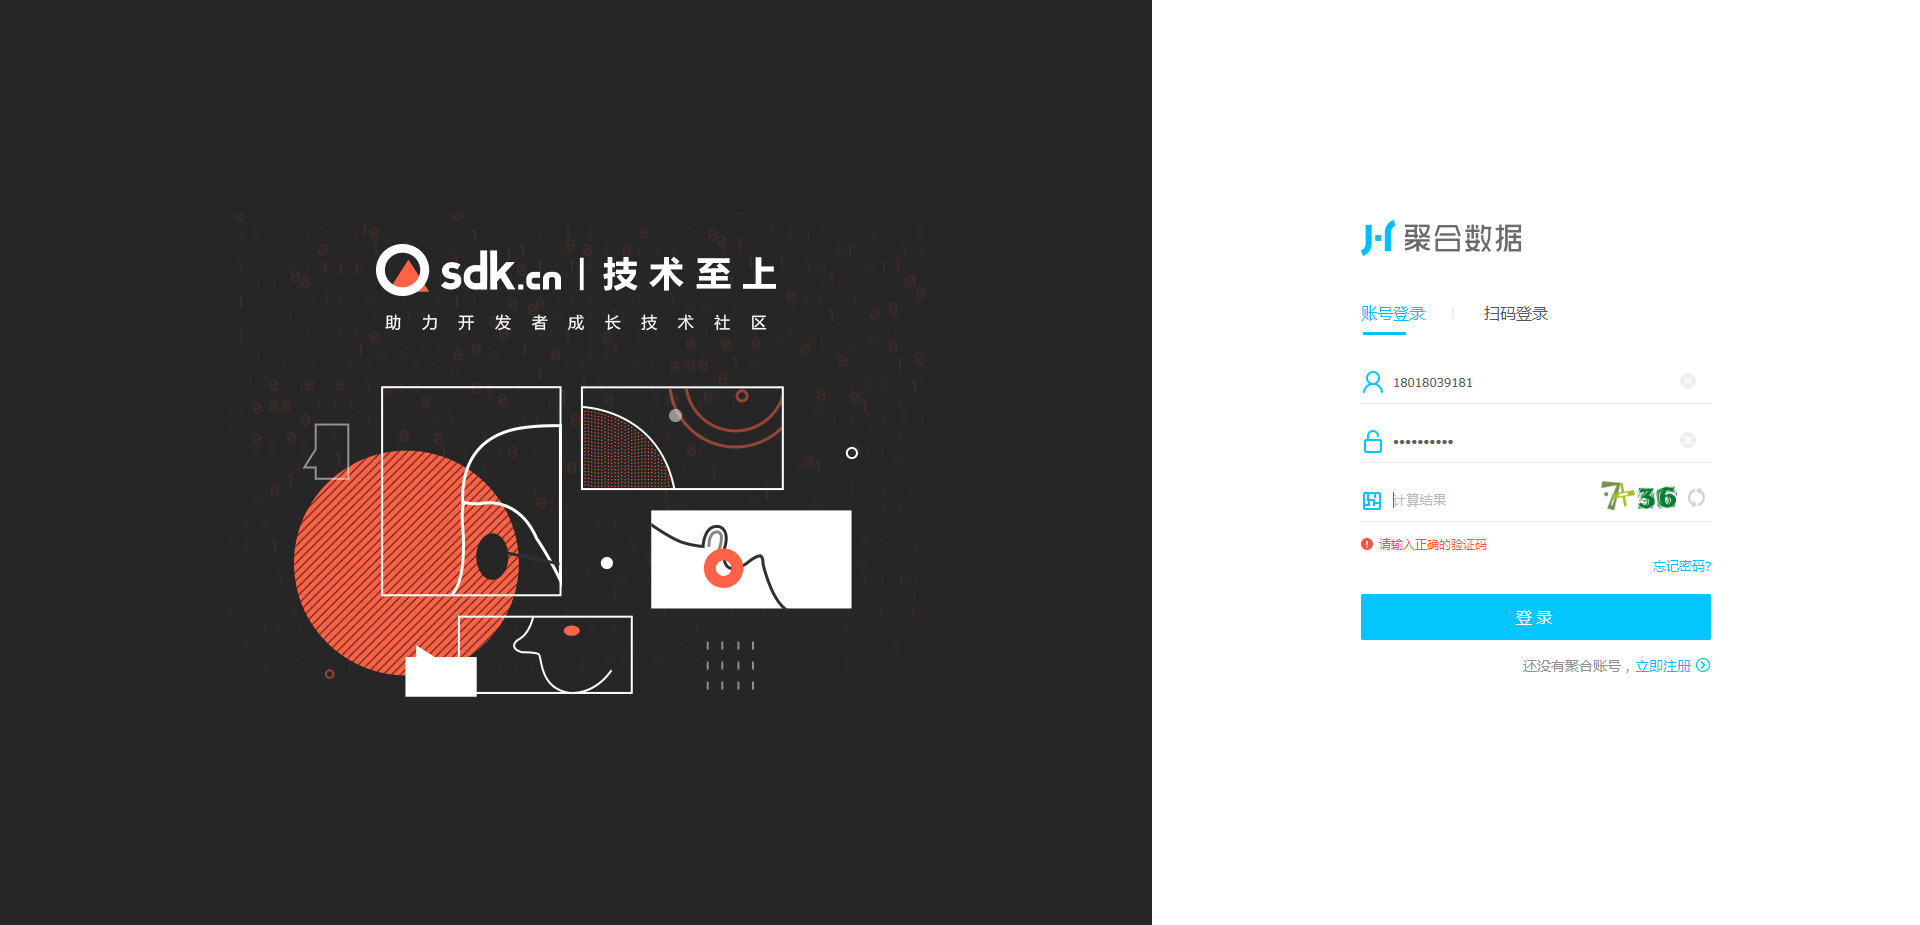 sdk.cn | 技术至上
助力开发者成长技术社区
聚合数据
账号登录 | 扫码登录
18018039181
••••••••••
计算结果
请输入正确的验证码
忘记密码?
登录
还没有聚合账号，立即注册